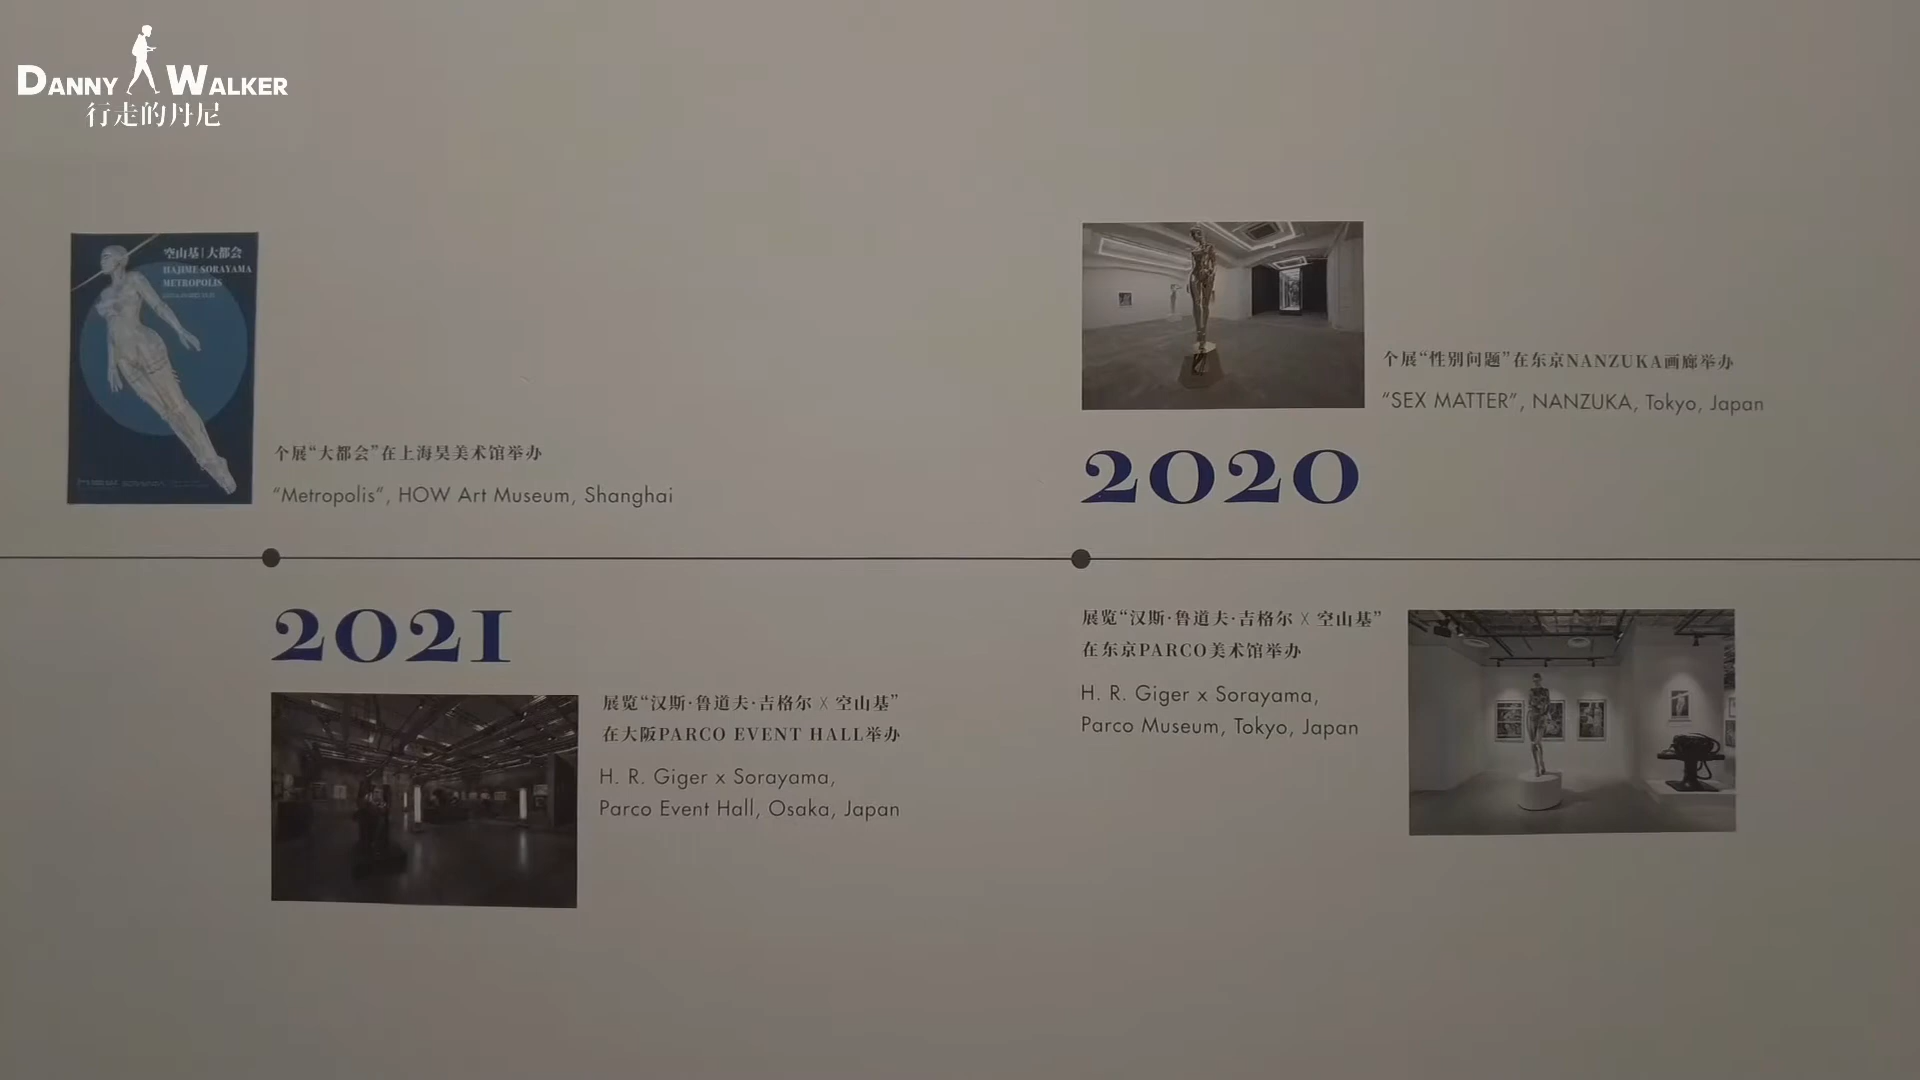 DANNY WALKER
行走的丹尼
空山基|大都会
HAJIME SORAYAMA
METROPOLIS
个展“大都会”在上海昊美术馆举办
“Metropolis”, HOW Art Museum, Shanghai
2021
展览“汉斯·鲁道夫·吉格尔 X 空山基”
在大阪PARCO EVENT HALL举办
H. R. Giger x Sorayama,
Parco Event Hall, Osaka, Japan
个展“性别问题”在东京NANZUKA画廊举办
“SEX MATTER”, NANZUKA, Tokyo, Japan
2020
展览“汉斯·鲁道夫·吉格尔 X 空山基”
在东京PARCO美术馆举办
H. R. Giger x Sorayama,
Parco Museum, Tokyo, Japan